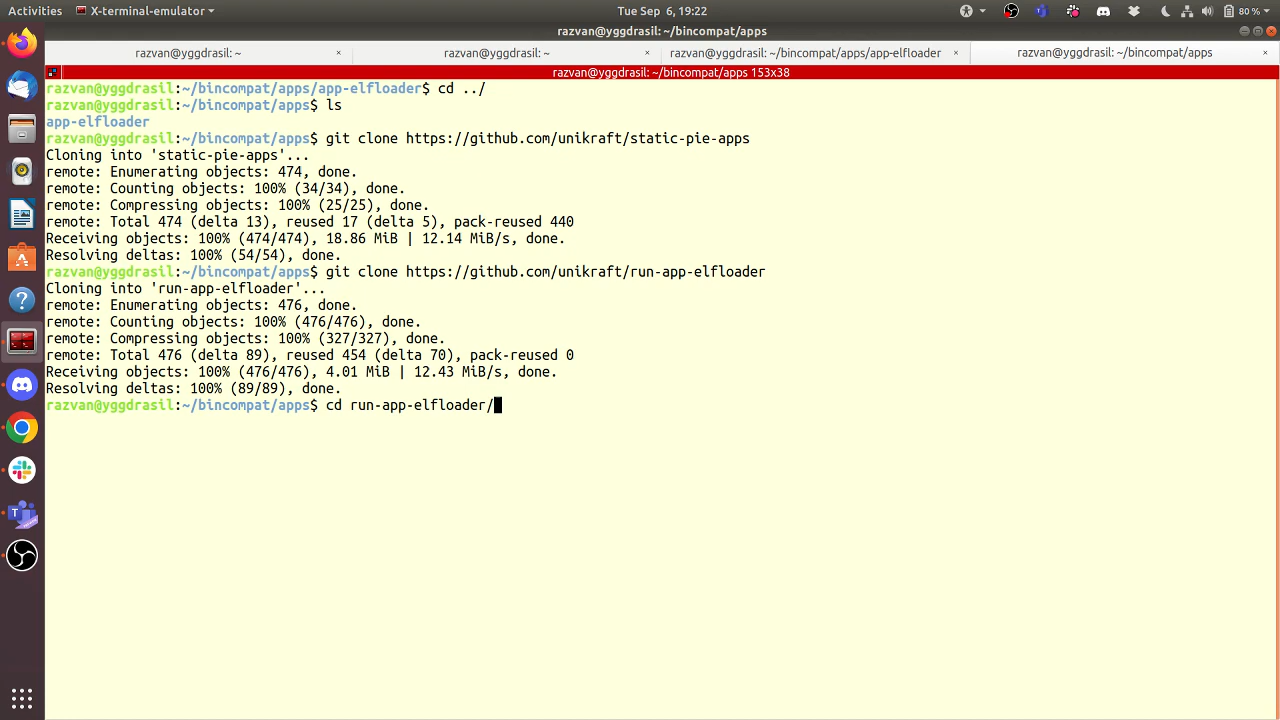 Activities X-terminal-emulator Tue Sep 6, 19:22 80 %
razvan@yggdrasil: ~/bincompat/apps
razvan@yggdrasil: ~ × razvan@yggdrasil: ~ × razvan@yggdrasil: ~/bincompat/apps/app-elfloader × razvan@yggdrasil: ~/bincompat/apps ×
razvan@yggdrasil: ~/bincompat/apps 153x38
razvan@yggdrasil:~/bincompat/apps/app-elfloader$ cd ../
razvan@yggdrasil:~/bincompat/apps$ ls
app-elfloader
razvan@yggdrasil:~/bincompat/apps$ git clone https://github.com/unikraft/static-pie-apps
Cloning into 'static-pie-apps'...
remote: Enumerating objects: 474, done.
remote: Counting objects: 100% (34/34), done.
remote: Compressing objects: 100% (25/25), done.
remote: Total 474 (delta 13), reused 17 (delta 5), pack-reused 440
Receiving objects: 100% (474/474), 18.86 MiB | 12.14 MiB/s, done.
Resolving deltas: 100% (54/54), done.
razvan@yggdrasil:~/bincompat/apps$ git clone https://github.com/unikraft/run-app-elfloader
Cloning into 'run-app-elfloader'...
remote: Enumerating objects: 476, done.
remote: Counting objects: 100% (476/476), done.
remote: Compressing objects: 100% (327/327), done.
remote: Total 476 (delta 89), reused 454 (delta 70), pack-reused 0
Receiving objects: 100% (476/476), 4.01 MiB | 12.43 MiB/s, done.
Resolving deltas: 100% (89/89), done.
razvan@yggdrasil:~/bincompat/apps$ cd run-app-elfloader/